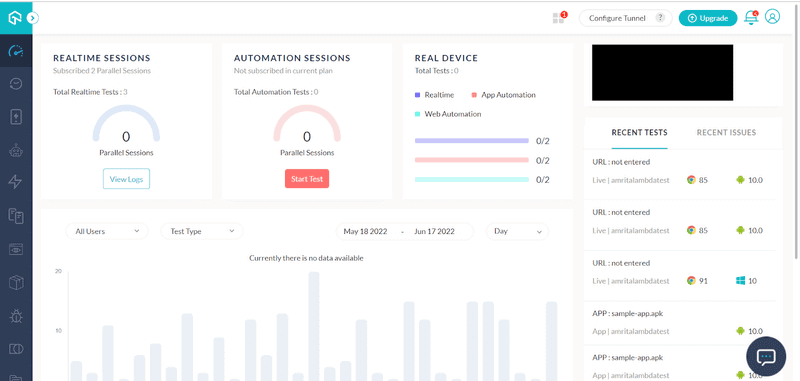 1
Configure Tunnel ?
Upgrade
4
REALTIME SESSIONS
Subscribed 2 Parallel Sessions
Total Realtime Tests : 3
0
Parallel Sessions
View Logs
AUTOMATION SESSIONS
Not subscribed in current plan
Total Automation Tests : 0
0
Parallel Sessions
Start Test
REAL DEVICE
Total Tests : 0
Realtime
App Automation
Web Automation
0/2
0/2
0/2
RECENT TESTS
RECENT ISSUES
URL : not entered
Live | amritalambdatest 85 10.0
URL : not entered
Live | amritalambdatest 85 10.0
URL : not entered
Live | amritalambdatest 91 10
APP : sample-app.apk
App | amritalambdatest 10.0
APP : sample-app.apk
App | amritalambdatest 10.0
All Users
Test Type
May 18 2022 - Jun 17 2022
Day
Currently there is no data available
20
10